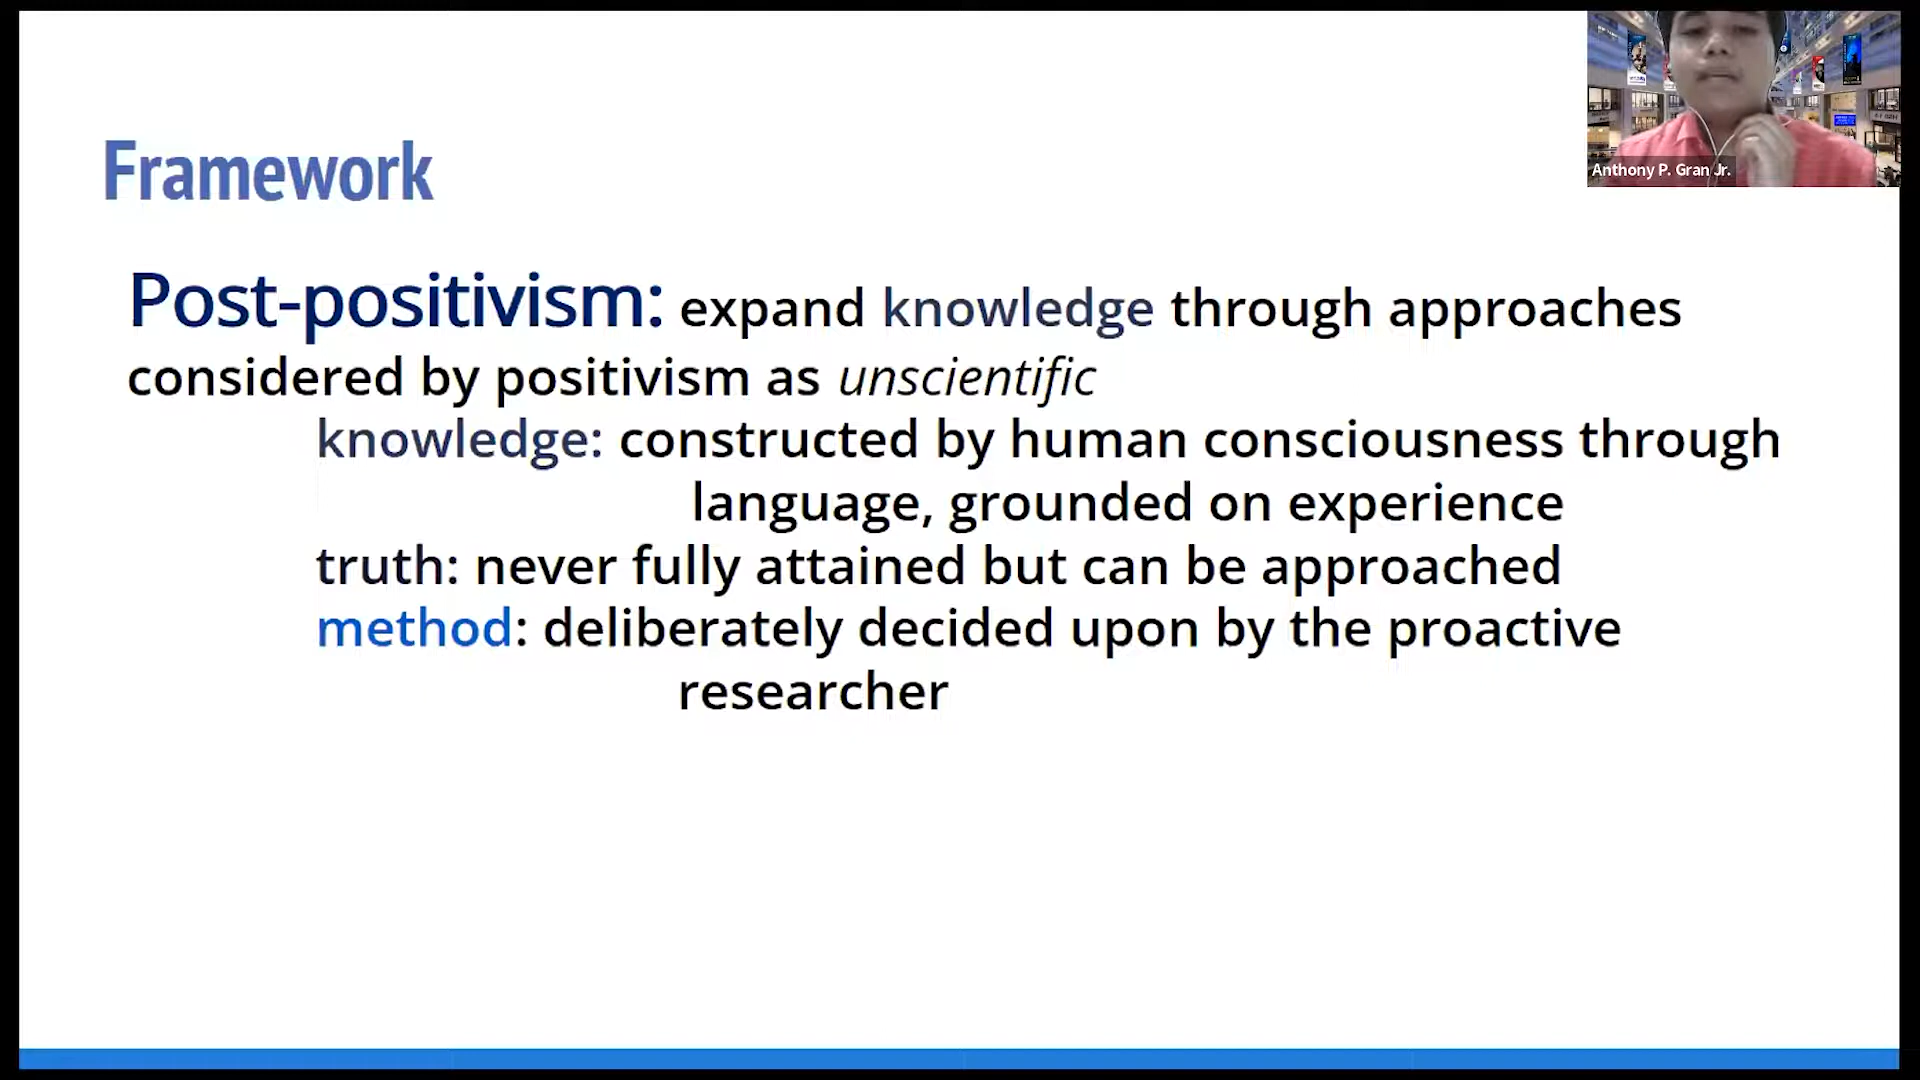 Framework
Anthony P. Gran Jr.
Post-positivism: expand knowledge through approaches
considered by positivism as unscientific
knowledge: constructed by human consciousness through
language, grounded on experience
truth: never fully attained but can be approached
method: deliberately decided upon by the proactive
researcher